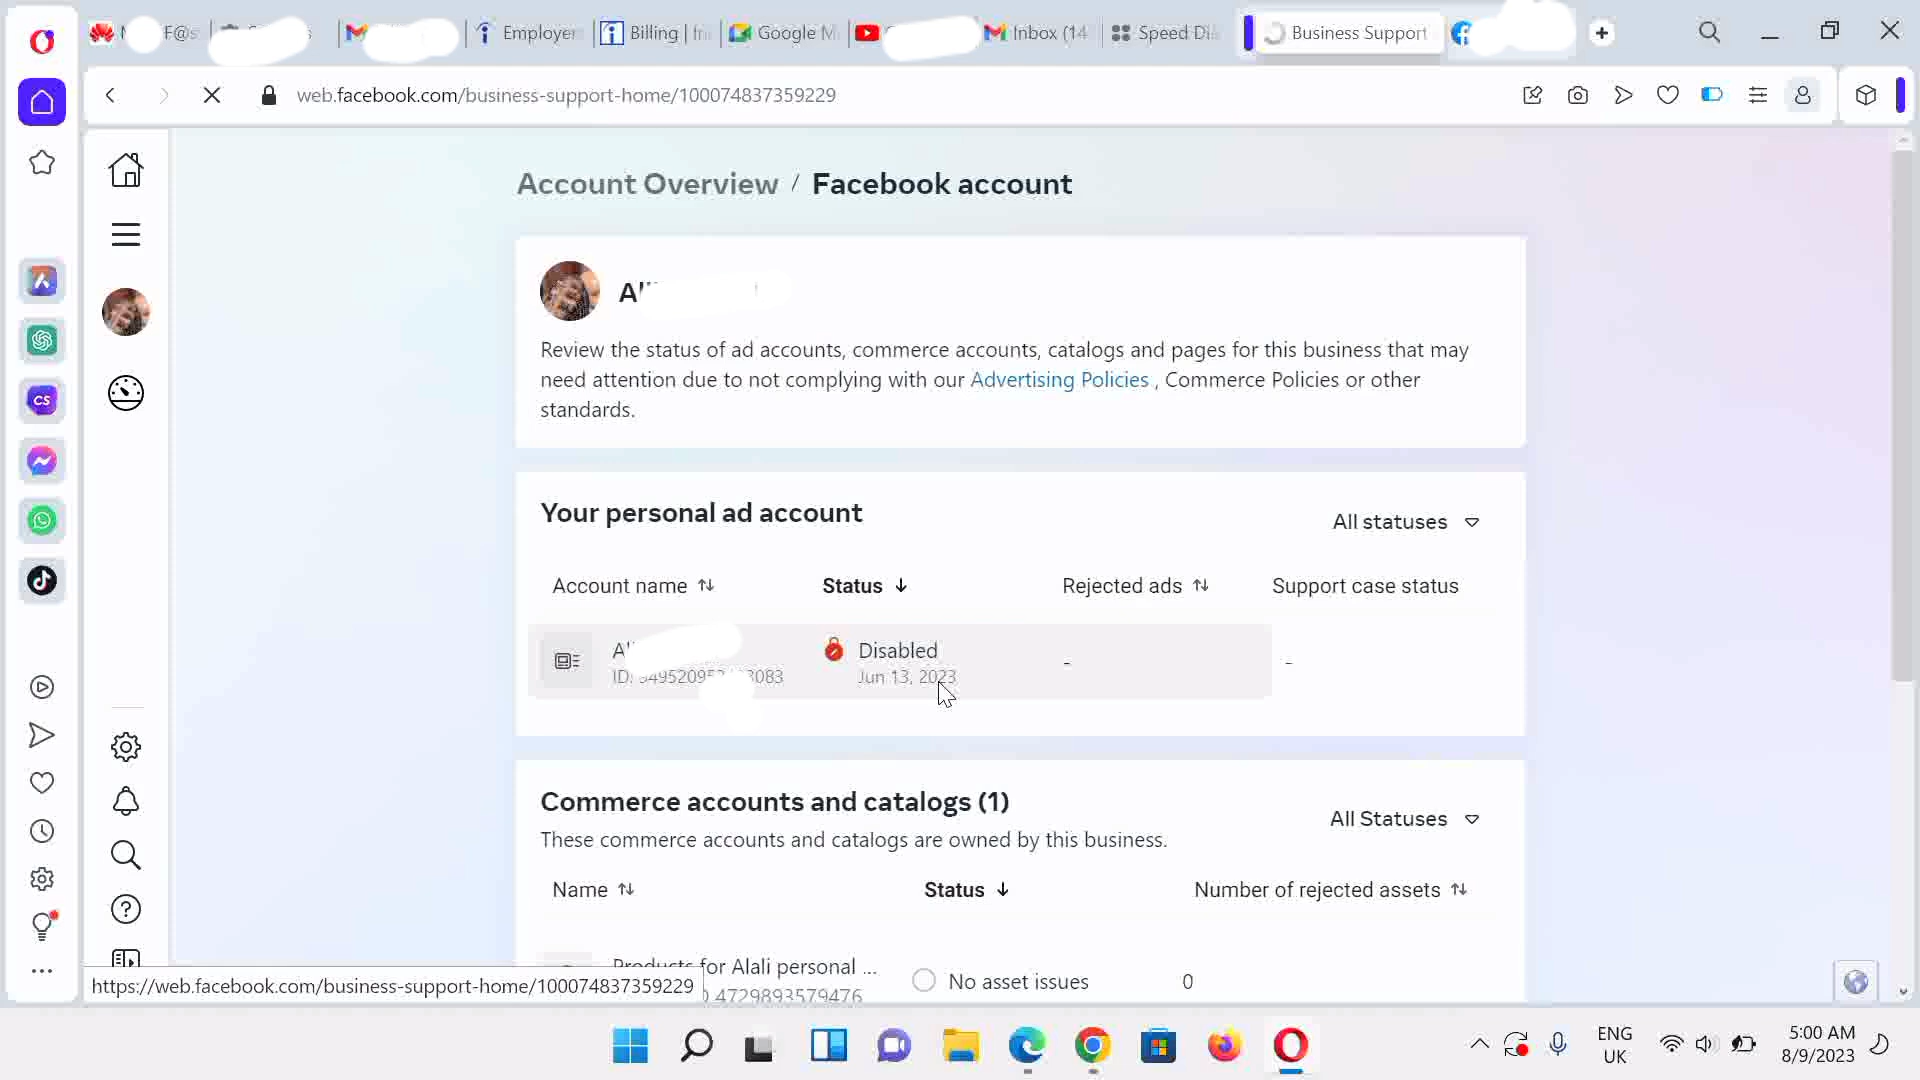 F@s
Employer
Billing | In
Google M
Inbox (14
Speed Dia
Business Support
web.facebook.com/business-support-home/100074837359229
Account Overview / Facebook account
Review the status of ad accounts, commerce accounts, catalogs and pages for this business that may
need attention due to not complying with our Advertising Policies , Commerce Policies or other
standards.
Your personal ad account
All statuses
Account name
Status
Rejected ads
Support case status
Disabled
-
-
ID:
Jun 13, 2023
Commerce accounts and catalogs (1)
All Statuses
These commerce accounts and catalogs are owned by this business.
Name
Status
Number of rejected assets
Products for Alali personal ...
No asset issues
0
4729893579476
CS
https://web.facebook.com/business-support-home/100074837359229
ENG
UK
5:00 AM
8/9/2023